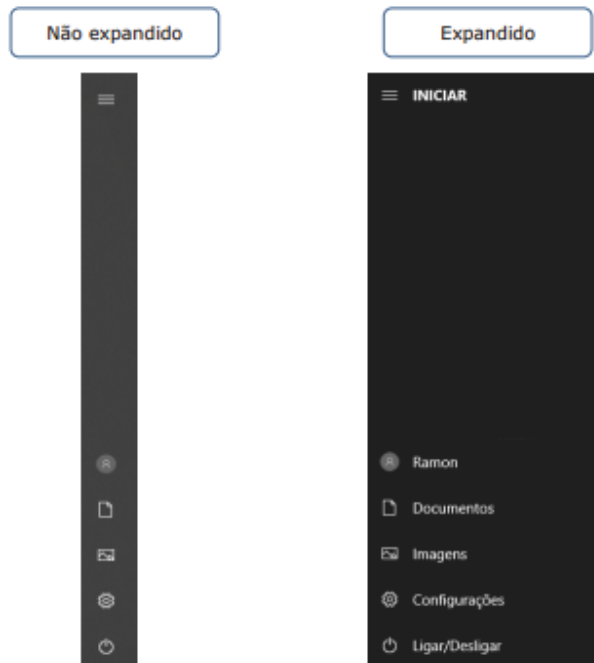 Não expandido
Expandido
INICIAR
Ramon
Documentos
Imagens
Configurações
Ligar/Desligar